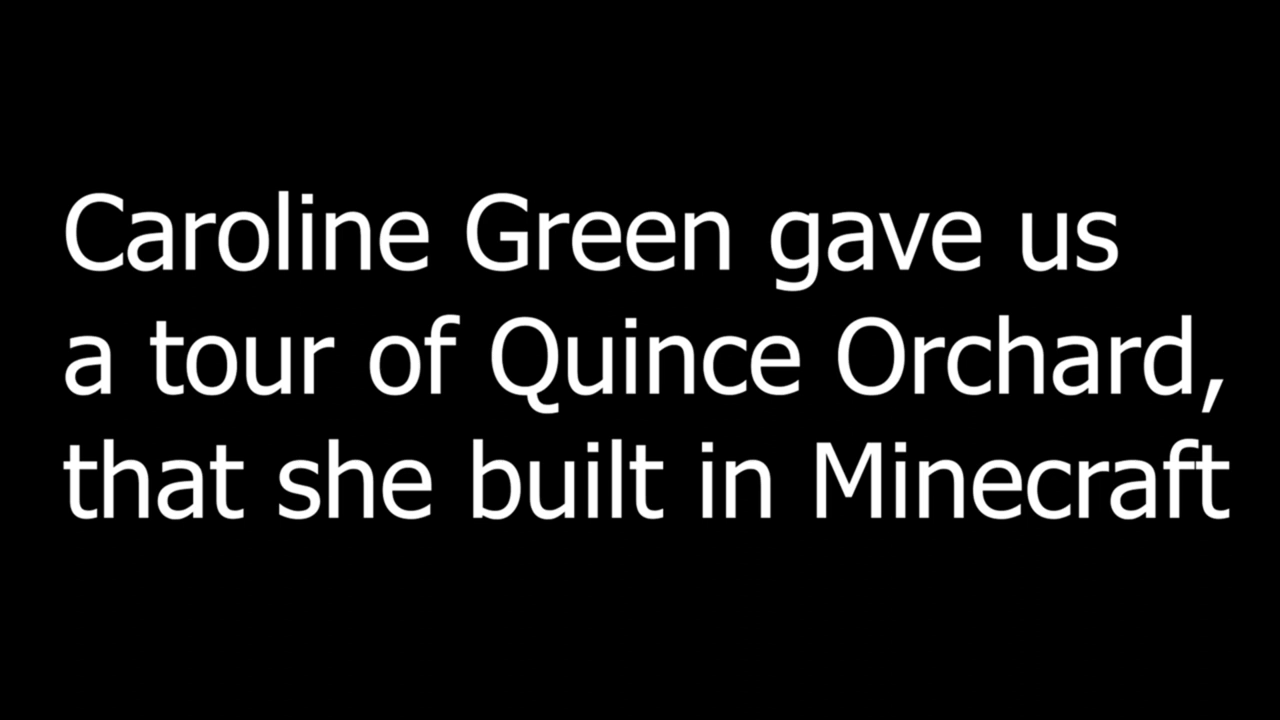 Caroline Green gave us
a tour of Quince Orchard,
that she built in Minecraft